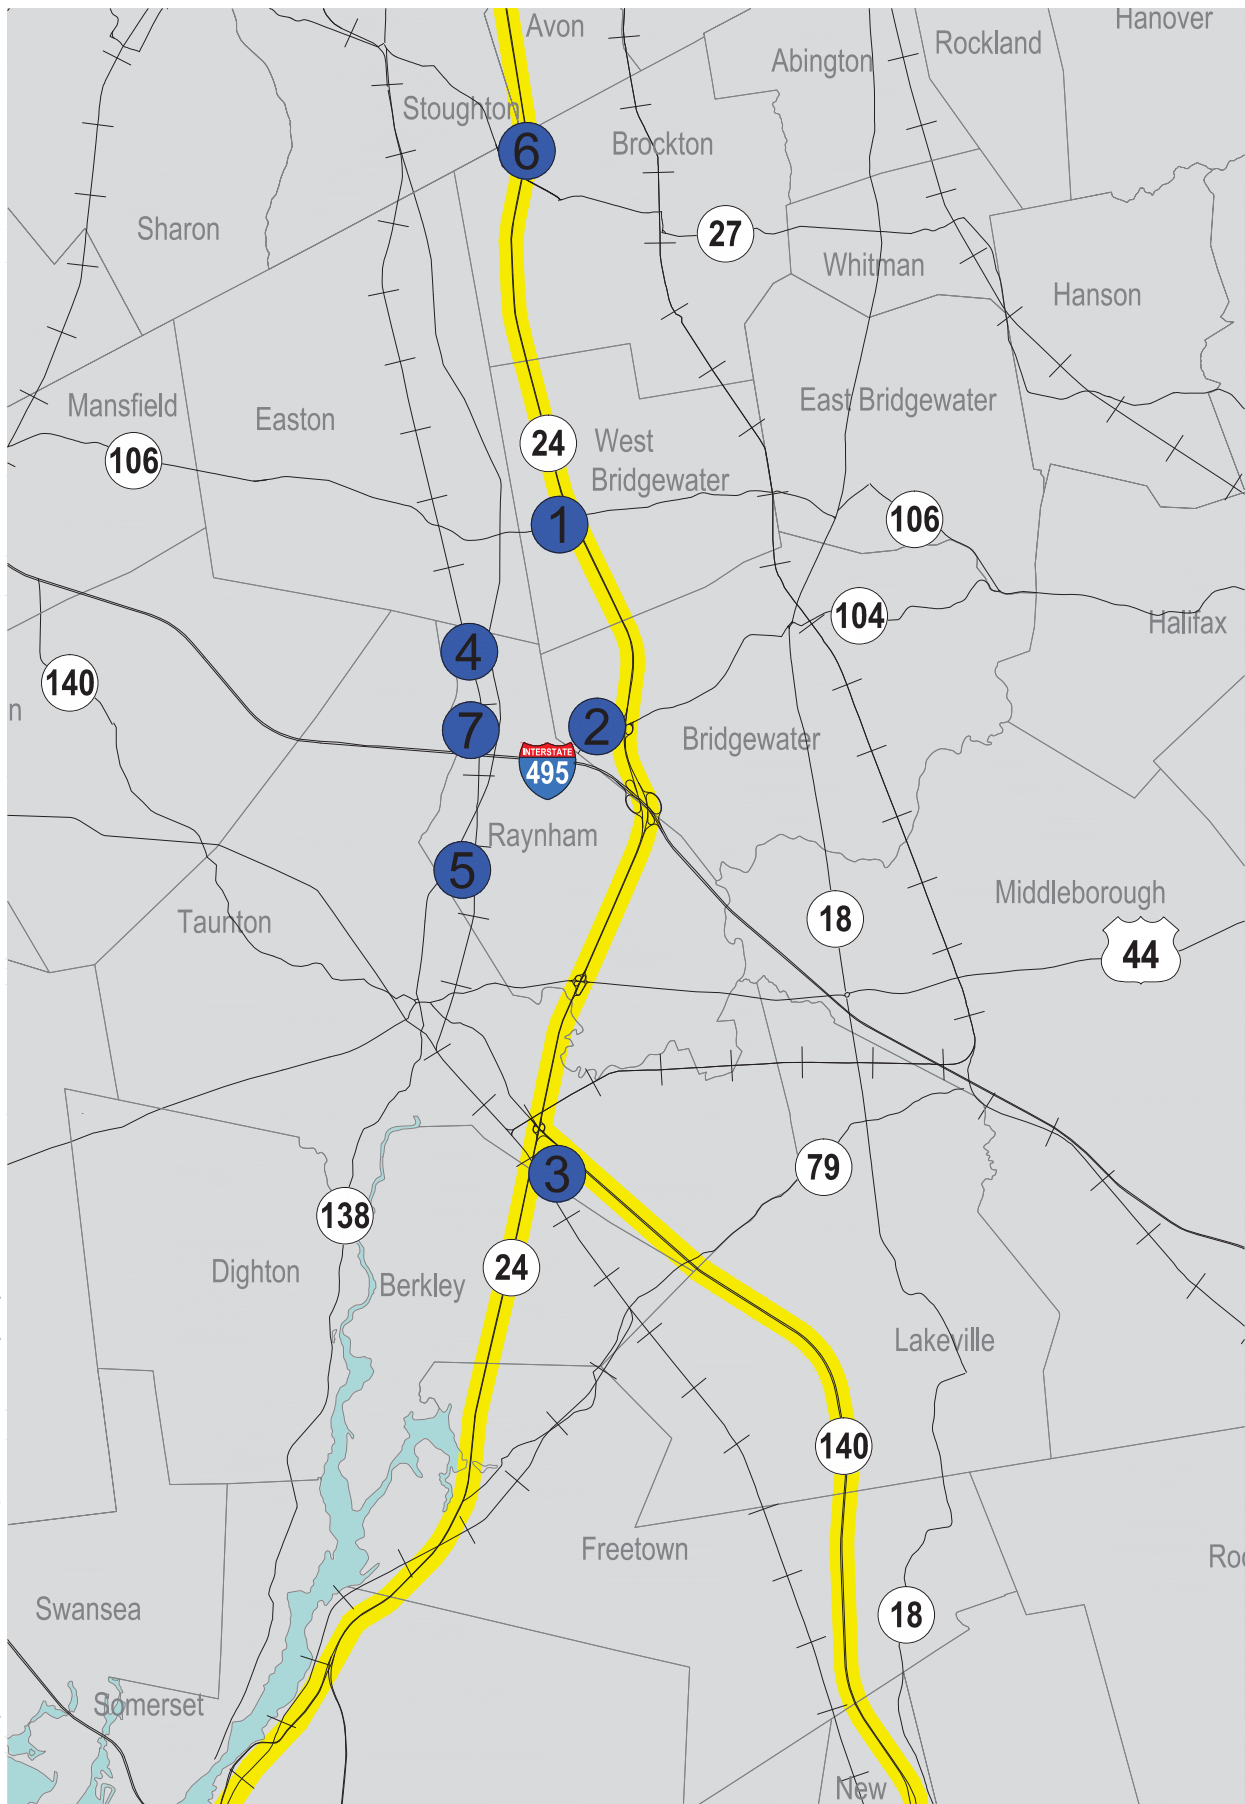 Hanover
Avon
Rockland
Abington
Stoughton
Brockton
6
Sharon
27
Whitman
Hanson
Mansfield
Easton
East Bridgewater
24
West
Bridgewater
106
1
106
104
Halifax
4
140
n
7
2
Bridgewater
INTERSTATE
495
Raynham
5
Middleborough
Taunton
18
44
3
79
138
24
Dighton
Berkley
Lakeville
140
Freetown
Roc
Swansea
18
Somerset
New